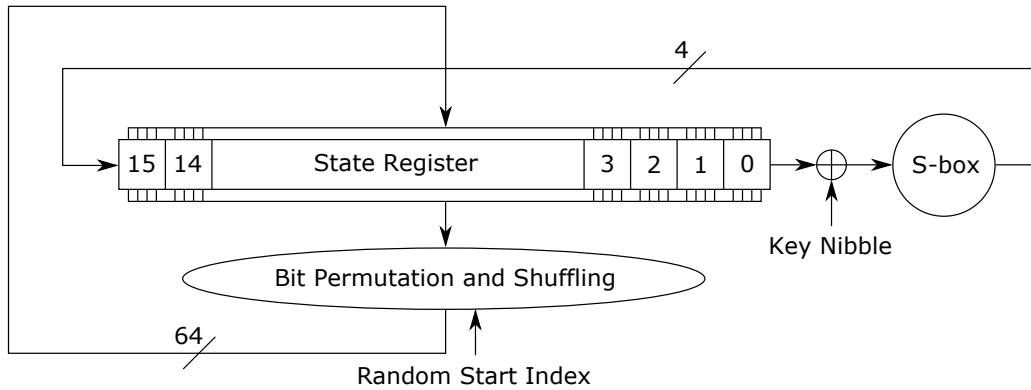 4
15 14 State Register 3 2 1 0 S-box
Key Nibble
Bit Permutation and Shuffling
64
Random Start Index